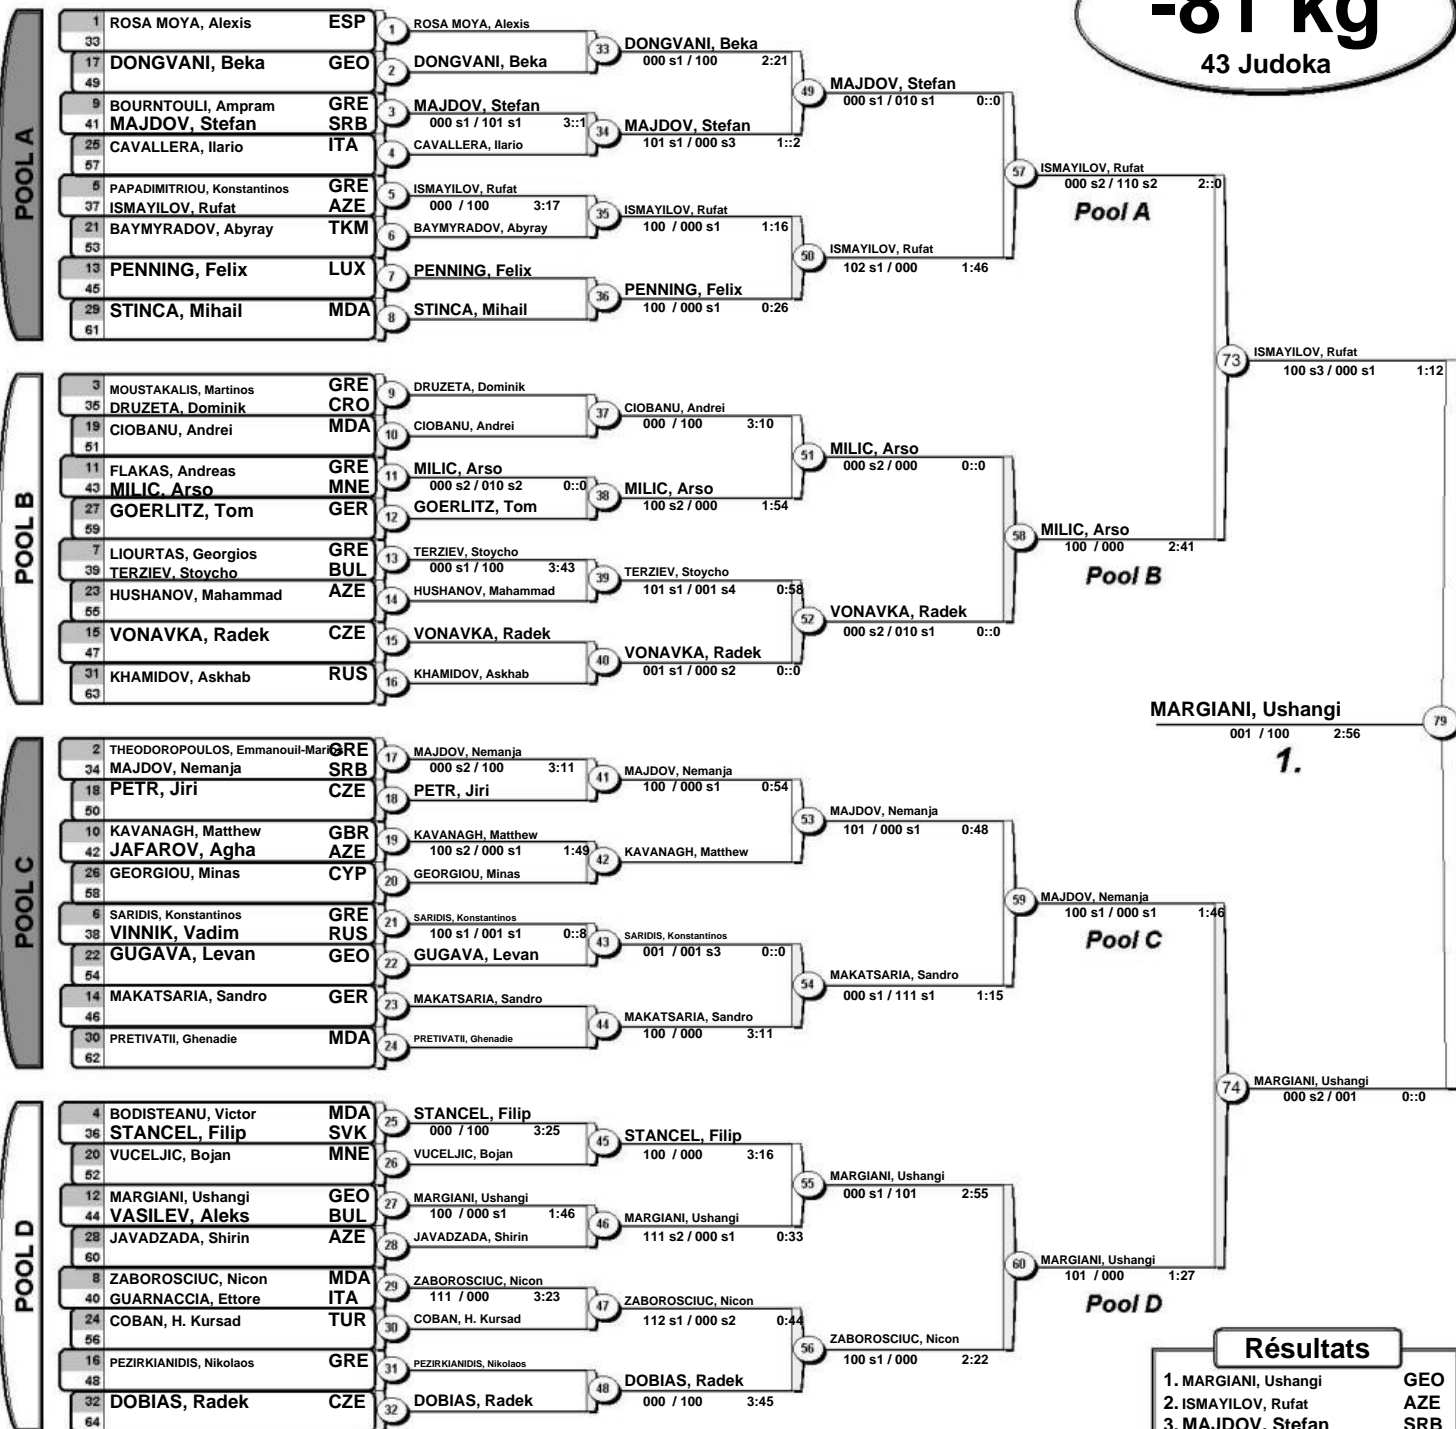 -81 kg
43 Judoka
POOL A
1 ROSA MOYA, Alexis ESP
33
17 DONGVANI, Beka GEO
49
9 BOURNTOULI, Ampram GRE
41 MAJDOV, Stefan SRB
25 CAVALLERA, Ilario ITA
57
5 PAPADIMITRIOU, Konstantinos GRE
37 ISMAYILOV, Rufat AZE
21 BAYMYRADOV, Abyray TKM
53
13 PENNING, Felix LUX
45
29 STINCA, Mihail MDA
61
1 ROSA MOYA, Alexis
2 DONGVANI, Beka
3 MAJDOV, Stefan
000 s1 / 101 s1 3::1
4 CAVALLERA, Ilario
5 ISMAYILOV, Rufat
000 / 100 3:17
6 BAYMYRADOV, Abyray
7 PENNING, Felix
8 STINCA, Mihail
33 DONGVANI, Beka
000 s1 / 100 2:21
34 MAJDOV, Stefan
101 s1 / 000 s3 1::2
35 ISMAYILOV, Rufat
100 / 000 s1 1:16
36 PENNING, Felix
100 / 000 s1 0:26
49 MAJDOV, Stefan
000 s1 / 010 s1 0::0
50 ISMAYILOV, Rufat
102 s1 / 000 1:46
57 ISMAYILOV, Rufat
000 s2 / 110 s2 2::0
Pool A
POOL B
3 MOUSTAKALIS, Martinos GRE
35 DRUZETA, Dominik CRO
19 CIOBANU, Andrei MDA
51
11 FLAKAS, Andreas GRE
43 MILIC, Arso MNE
27 GOERLITZ, Tom GER
59
7 LIOURTAS, Georgios GRE
39 TERZIEV, Stoycho BUL
23 HUSHANOV, Mahammad AZE
55
15 VONAVKA, Radek CZE
47
31 KHAMIDOV, Askhab RUS
63
9 DRUZETA, Dominik
10 CIOBANU, Andrei
11 MILIC, Arso
000 s2 / 010 s2 0::0
12 GOERLITZ, Tom
13 TERZIEV, Stoycho
000 s1 / 100 3:43
14 HUSHANOV, Mahammad
15 VONAVKA, Radek
16 KHAMIDOV, Askhab
37 CIOBANU, Andrei
000 / 100 3:10
38 MILIC, Arso
100 s2 / 000 1:54
39 TERZIEV, Stoycho
101 s1 / 001 s4 0:58
40 VONAVKA, Radek
001 s1 / 000 s2 0::0
51 MILIC, Arso
000 s2 / 000 0::0
52 VONAVKA, Radek
000 s2 / 010 s1 0::0
58 MILIC, Arso
100 / 000 2:41
Pool B
73 ISMAYILOV, Rufat
100 s3 / 000 s1 1:12
MARGIANI, Ushangi 79
001 / 100 2:56
1.
POOL C
2 THEODOROPOULOS, Emmanouil-Marios GRE
34 MAJDOV, Nemanja SRB
18 PETR, Jiri CZE
50
10 KAVANAGH, Matthew GBR
42 JAFAROV, Agha AZE
26 GEORGIOU, Minas CYP
58
6 SARIDIS, Konstantinos GRE
38 VINNIK, Vadim RUS
22 GUGAVA, Levan GEO
54
14 MAKATSARIA, Sandro GER
46
30 PRETIVATII, Ghenadie MDA
62
17 MAJDOV, Nemanja
000 s2 / 100 3:11
18 PETR, Jiri
19 KAVANAGH, Matthew
100 s2 / 000 s1 1:49
20 GEORGIOU, Minas
21 SARIDIS, Konstantinos
100 s1 / 001 s1 0::8
22 GUGAVA, Levan
23 MAKATSARIA, Sandro
24 PRETIVATII, Ghenadie
41 MAJDOV, Nemanja
100 / 000 s1 0:54
42 KAVANAGH, Matthew
43 SARIDIS, Konstantinos
001 / 001 s3 0::0
44 MAKATSARIA, Sandro
100 / 000 3:11
53 MAJDOV, Nemanja
101 / 000 s1 0:48
54 MAKATSARIA, Sandro
000 s1 / 111 s1 1:15
59 MAJDOV, Nemanja
100 s1 / 000 s1 1:46
Pool C
POOL D
4 BODISTEANU, Victor MDA
36 STANCEL, Filip SVK
20 VUCELJIC, Bojan MNE
52
12 MARGIANI, Ushangi GEO
44 VASILEV, Aleks BUL
28 JAVADZADA, Shirin AZE
60
8 ZABOROSCIUC, Nicon MDA
40 GUARNACCIA, Ettore ITA
24 COBAN, H. Kursad TUR
56
16 PEZIRKIANIDIS, Nikolaos GRE
48
32 DOBIAS, Radek CZE
64
25 STANCEL, Filip
000 / 100 3:25
26 VUCELJIC, Bojan
27 MARGIANI, Ushangi
100 / 000 s1 1:46
28 JAVADZADA, Shirin
29 ZABOROSCIUC, Nicon
111 / 000 3:23
30 COBAN, H. Kursad
31 PEZIRKIANIDIS, Nikolaos
32 DOBIAS, Radek
45 STANCEL, Filip
100 / 000 3:16
46 MARGIANI, Ushangi
111 s2 / 000 s1 0:33
47 ZABOROSCIUC, Nicon
112 s1 / 000 s2 0:44
48 DOBIAS, Radek
000 / 100 3:45
55 MARGIANI, Ushangi
000 s1 / 101 2:55
56 ZABOROSCIUC, Nicon
100 s1 / 000 2:22
60 MARGIANI, Ushangi
101 / 000 1:27
Pool D
74 MARGIANI, Ushangi
000 s2 / 001 0::0
Résultats
1. MARGIANI, Ushangi GEO
2. ISMAYILOV, Rufat AZE
3. MAJDOV, Stefan SRB